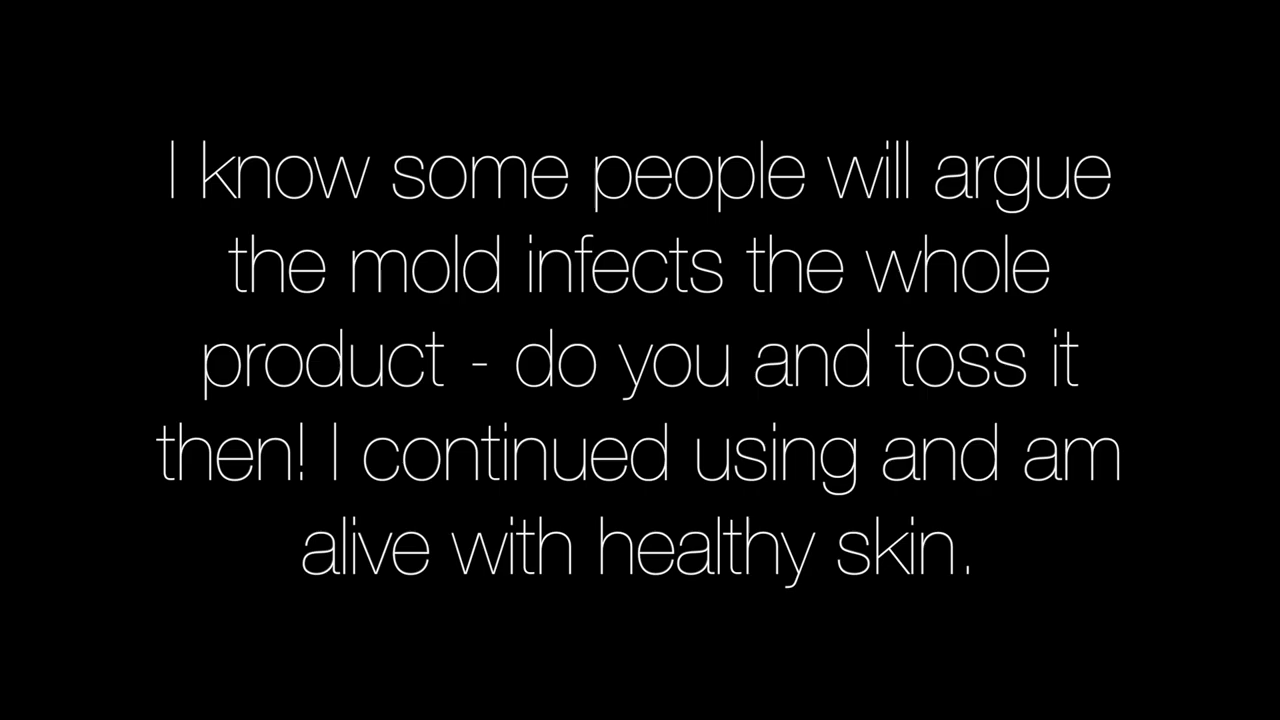 I know some people will argue
the mold infects the whole
product - do you and toss it
then! I continued using and am
alive with healthy skin.